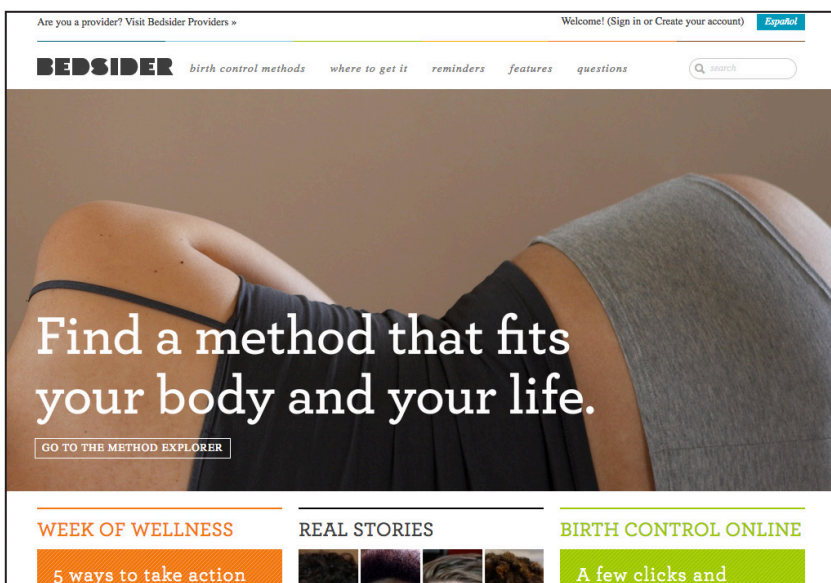 Are you a provider? Visit Bedsider Providers »
Welcome! (Sign in or Create your account)
Español
BEDSIDER
birth control methods
where to get it
reminders
features
questions
search
Find a method that fits
your body and your life.
GO TO THE METHOD EXPLORER
WEEK OF WELLNESS
5 ways to take action
REAL STORIES
BIRTH CONTROL ONLINE
A few clicks and